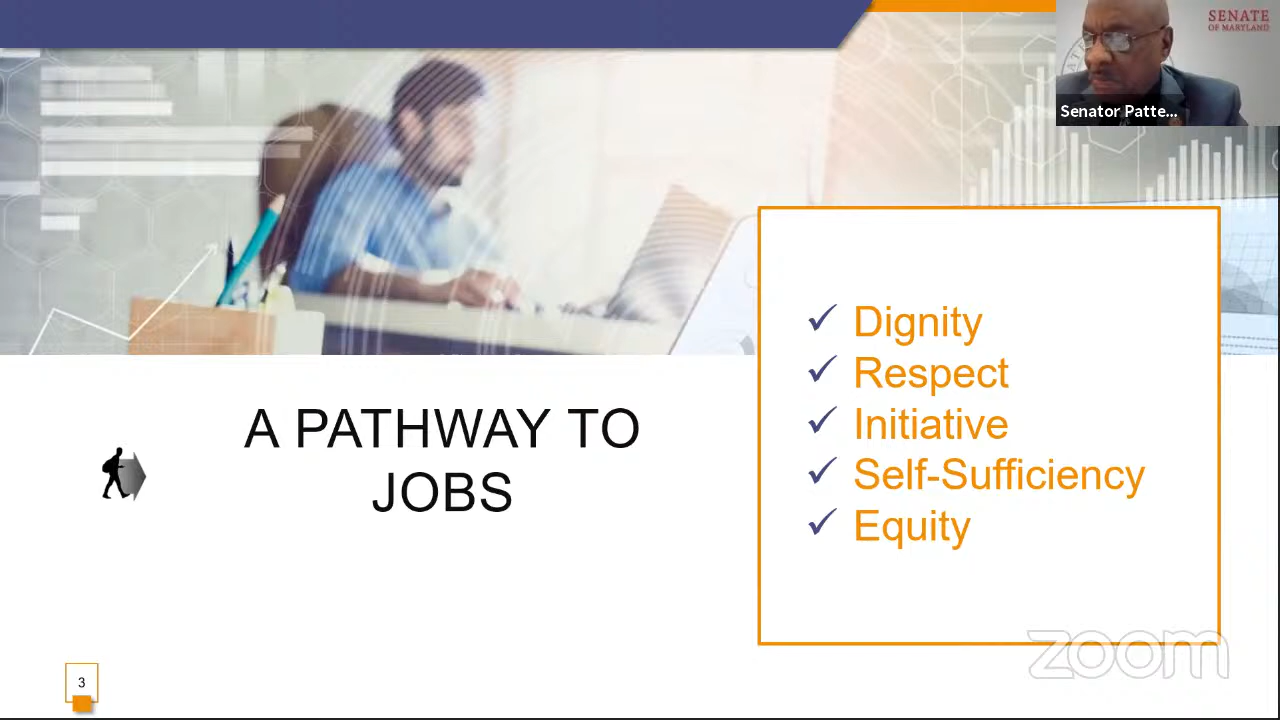 SENATE
OF MARYLAND
Senator Patte...
Dignity
Respect
Initiative
Self-Sufficiency
Equity
A PATHWAY TO
JOBS
3
zoom